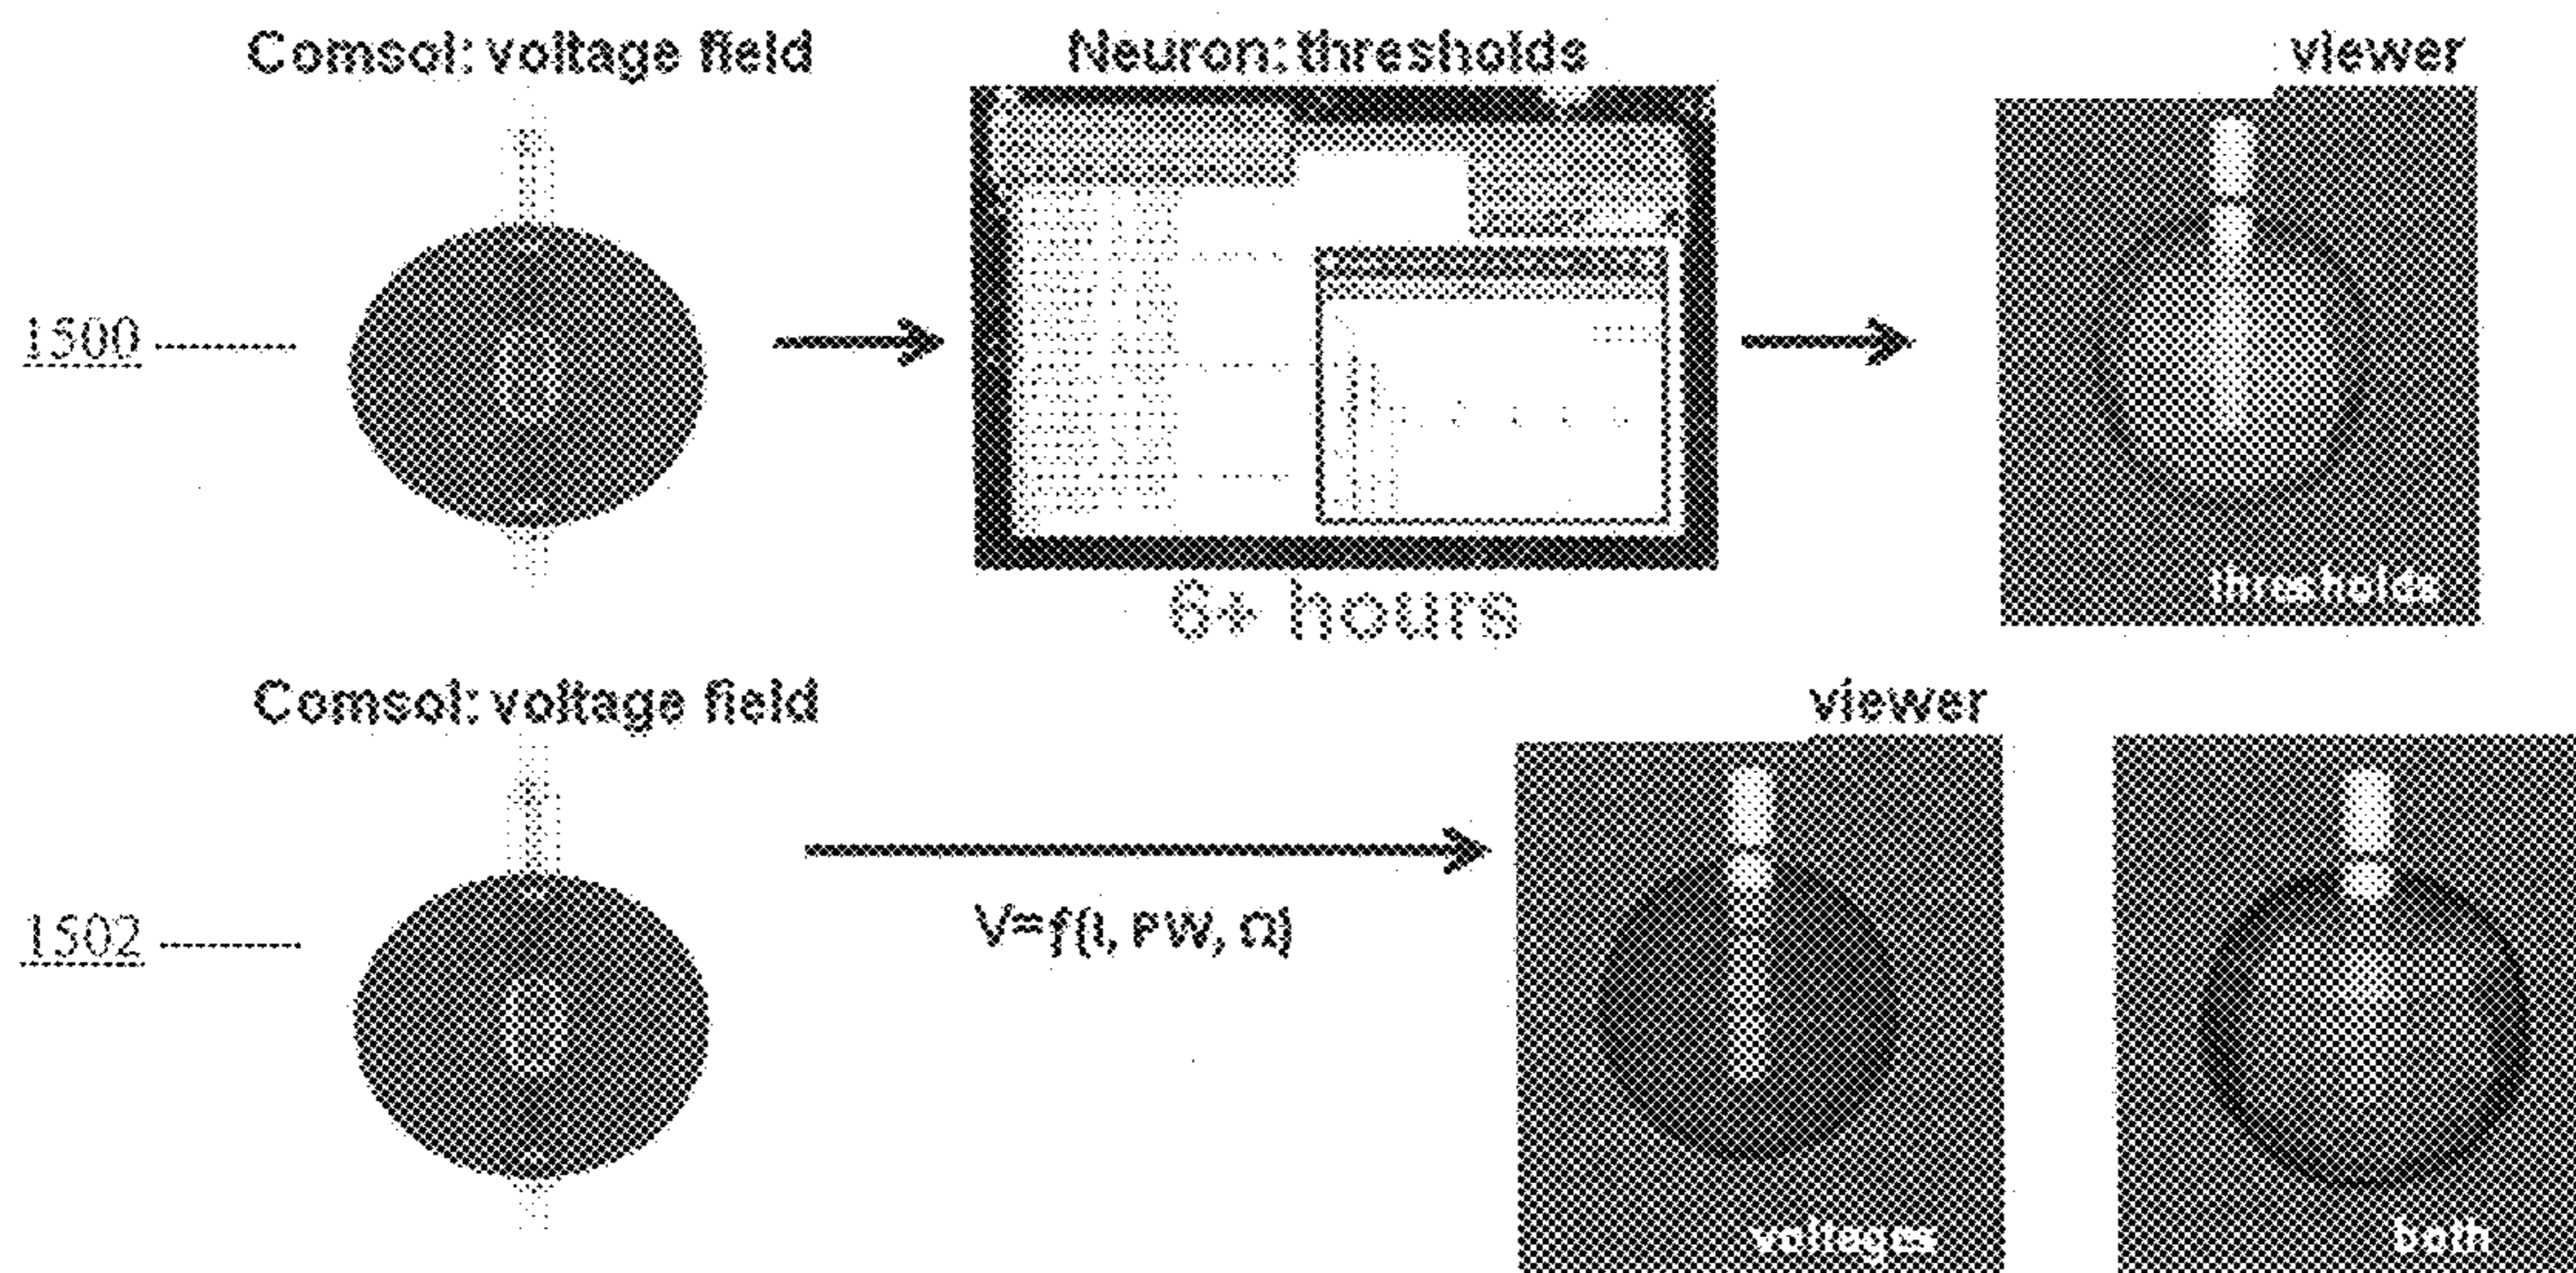 Comsol: voltage field
Neuron: thresholds
viewer
1500
thresholds
6+ hours
Comsol: voltage field
viewer
V=f(I, PW, Ω)
1502
voltages
both